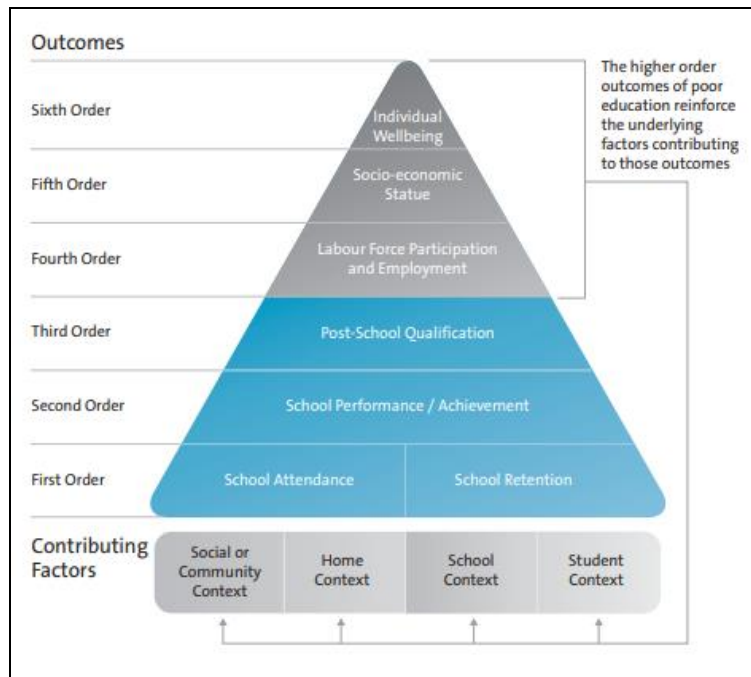 Outcomes
The higher order
outcomes of poor
education reinforce
the underlying
factors contributing
to those outcomes
Sixth Order
Individual
Wellbeing
Fifth Order
Socio-economic
Statue
Fourth Order
Labour Force Participation
and Employment
Third Order
Post-School Qualification
Second Order
School Performance / Achievement
First Order
School Attendance
School Retention
Contributing
Factors
Social or
Community
Context
Home
Context
School
Context
Student
Context